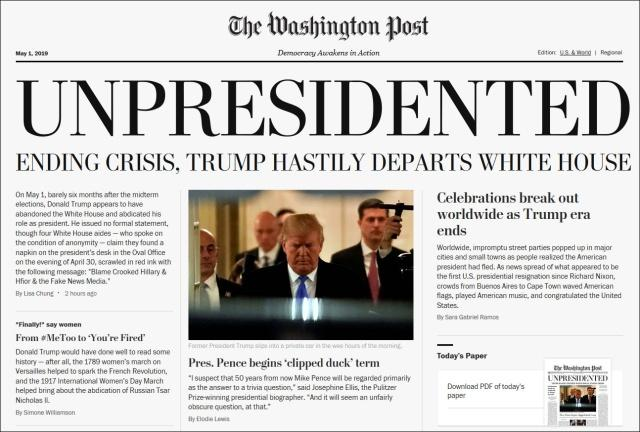 The Washington Post
May 1, 2019
Democracy Awakens in Action
Edition: U.S. & World | Regional
UNPRESIDENTED
ENDING CRISIS, TRUMP HASTILY DEPARTS WHITE HOUSE
On May 1, barely six months after the midterm
elections, Donald Trump appears to have
abandoned the White House and abdicated his
role as president. He issued no formal statement,
though four White House aides — who spoke on
the condition of anonymity — claim they found a
napkin on the president's desk in the Oval Office
on the evening of April 30, scrawled in red ink with
the following message: "Blame Crooked Hillary &
Hfior & the Fake News Media."
By Lisa Chung • 2 hours ago
"Finally!" say women
From #MeToo to 'You're Fired'
Donald Trump would have done well to read some
history — after all, the 1789 women's march on
Versailles helped to spark the French Revolution,
and the 1917 International Women's Day March
helped bring about the abdication of Russian Tsar
Nicholas II.
By Simone Williamson
Former President Trump slips into a private car in the wee hours of the morning.
Pres. Pence begins 'clipped duck' term
"I suspect that 50 years from now Mike Pence will be regarded primarily
as the answer to a trivia question," said Josephine Ellis, the Pulitzer
Prize-winning presidential biographer. "And it will seem an unfairly
obscure question, at that."
By Elodie Lewis
Celebrations break out
worldwide as Trump era
ends
Worldwide, impromptu street parties popped up in major
cities and small towns as people realized the American
president had fled. As news spread of what appeared to be
the first U.S. presidential resignation since Richard Nixon,
crowds from Buenos Aires to Cape Town waved American
flags, played American music, and congratulated the United
States.
By Sara Gabriel Ramos
Today's Paper
Download PDF of today's
paper
The Washington Post
UNPRESIDENTED